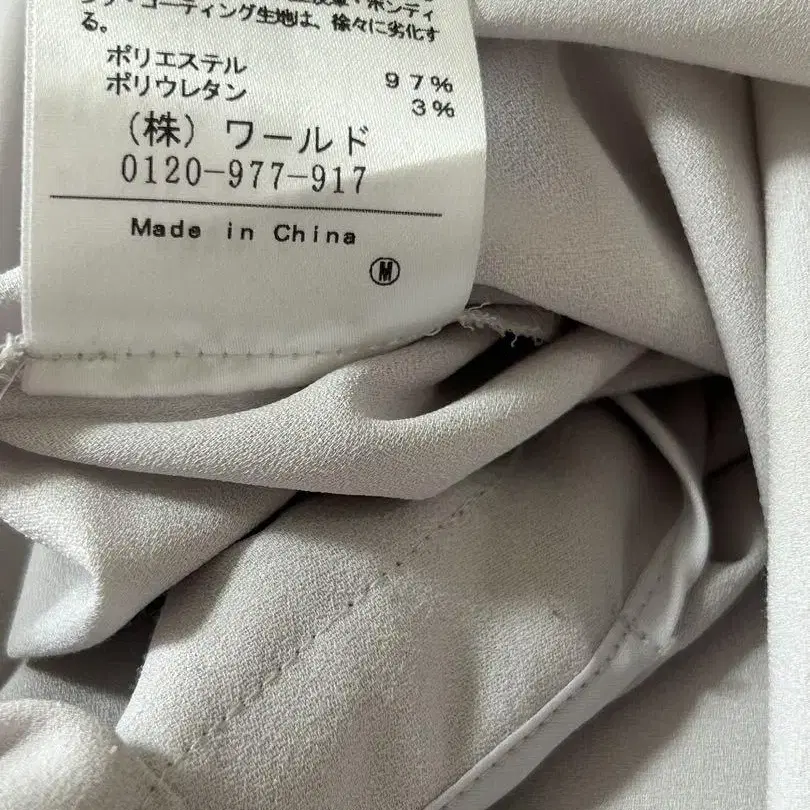 グ・コーティング生地は、徐々に劣化す
る。
ポリエステル 97%
ポリウレタン 3%
(株) ワールド
0120-977-917
Made in China
M